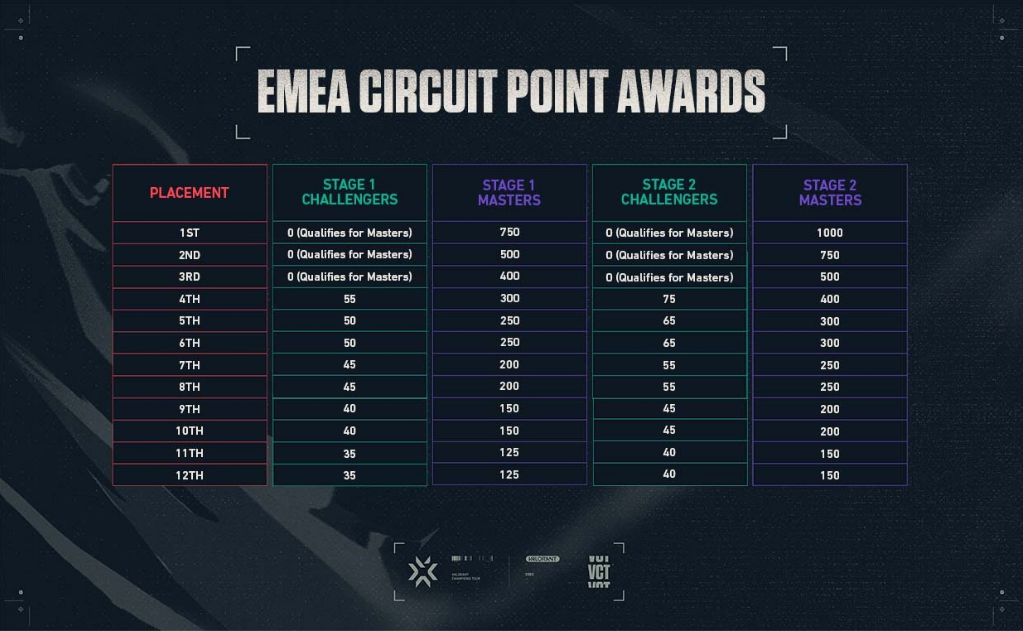 EMEA CIRCUIT POINT AWARDS
PLACEMENT STAGE 1 CHALLENGERS STAGE 1 MASTERS STAGE 2 CHALLENGERS STAGE 2 MASTERS
1ST 0 (Qualifies for Masters) 750 0 (Qualifies for Masters) 1000
2ND 0 (Qualifies for Masters) 500 0 (Qualifies for Masters) 750
3RD 0 (Qualifies for Masters) 400 0 (Qualifies for Masters) 500
4TH 55 300 75 400
5TH 50 250 65 300
6TH 50 250 65 300
7TH 45 200 55 250
8TH 45 200 55 250
9TH 40 150 45 200
10TH 40 150 45 200
11TH 35 125 40 150
12TH 35 125 40 150
VALORANT
CHAMPIONS TOUR
VALORANT
EMEA
VCT
VCT
VCT